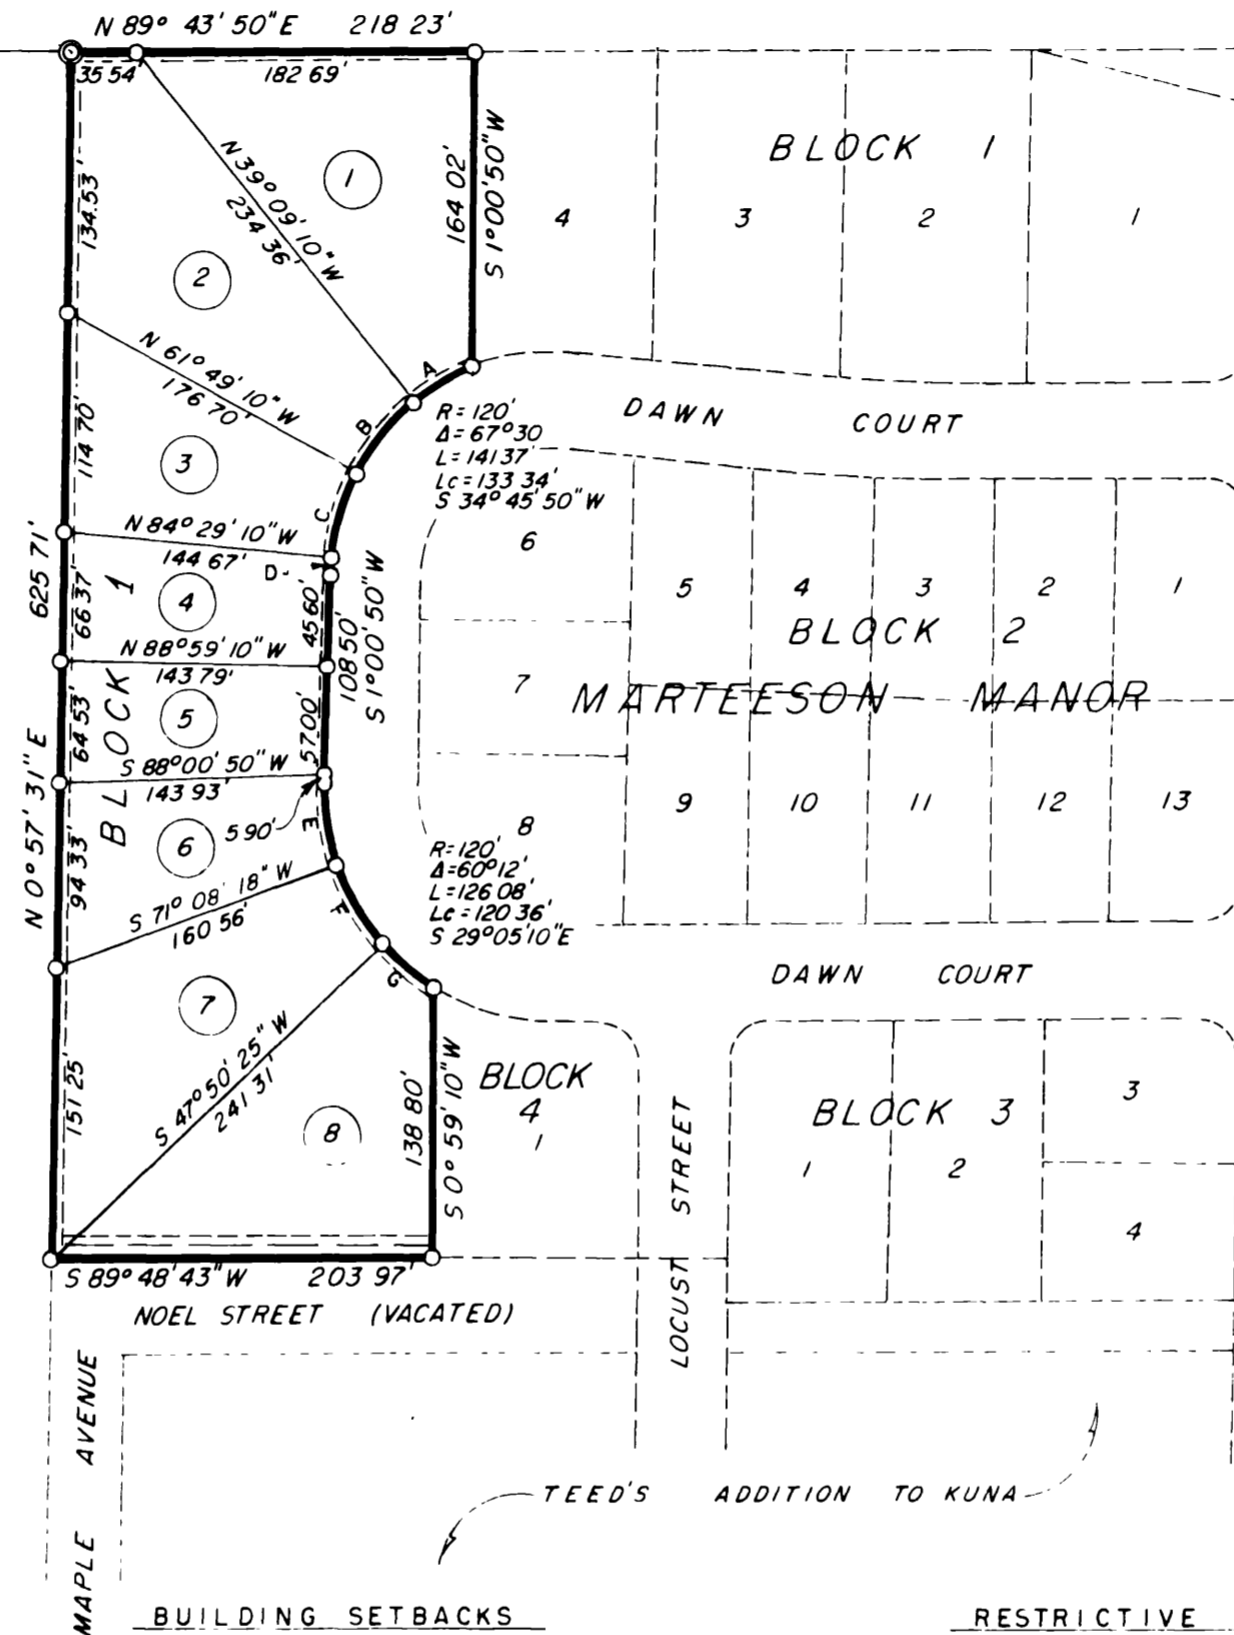 N 89° 43' 50" E 218 23'
35 54' 182 69'
N 39° 09' 10" W
234 36'
1
164 02'
S 1° 00' 50" W
BLOCK 1
4 3 2 1
134.53'
2
N 61° 49' 10" W
176 70'
A
B
C
D
R = 120'
Δ = 67° 30
L = 141 37'
Lc = 133 34'
S 34° 45' 50" W
DAWN COURT
114 70'
3
N 84° 29' 10" W
144 67'
6
5 4 3 2 1
BLOCK 2
7
MARTEESON MANOR
625 71'
N 0° 57' 31" E
BLOCK 1
66 37'
4
45 60'
108 50'
S 1° 00' 50" W
N 88° 59' 10" W
143 79'
64 53'
5
57 00'
S 88° 00' 50" W
143 93'
5 90'
9 10 11 12 13
8
94 33'
6
E
R = 120'
Δ = 60° 12'
L = 126 08'
Lc = 120 36'
S 29° 05' 10" E
S 71° 08' 18" W
160 56'
F
G
DAWN COURT
7
151 25'
S 47° 50' 25" W
241 31'
8
138 80'
S 0° 59' 10" W
BLOCK
4
1
LOCUST STREET
BLOCK 3
1 2 3
4
S 89° 48' 43" W 203 97'
NOEL STREET (VACATED)
MAPLE AVENUE
TEED'S ADDITION TO KUNA
BUILDING SETBACKS
RESTRICTIVE